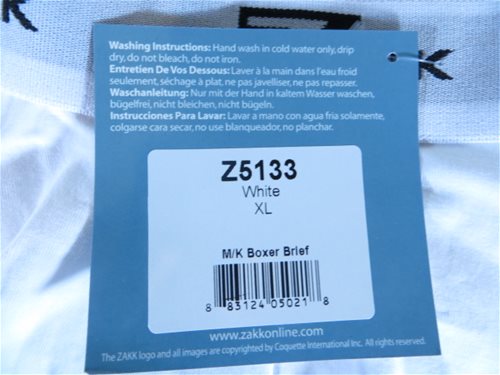 K
Z K
K
Washing Instructions: Hand wash in cold water only, drip
dry, do not bleach, do not iron.
Entretien De Vos Dessous: Laver à la main dans l'eau froid
seulement, séchage à plat, ne pas javelliser, ne pas repasser.
Waschanleitung: Nur mit der Hand in kaltem Wasser waschen,
bügelfrei, nicht bleichen, nicht bügeln.
Instrucciones Para Lavar: Lavar a mano con agua fría solamente,
colgarse cara secar, no use blanqueador, no planchar.
Z5133
White
XL
M/K Boxer Brief
8 83124 05021 8
www.zakkonline.com
The ZAKK logo and all images are copyrighted by Coquette International Inc. All rights reserved.